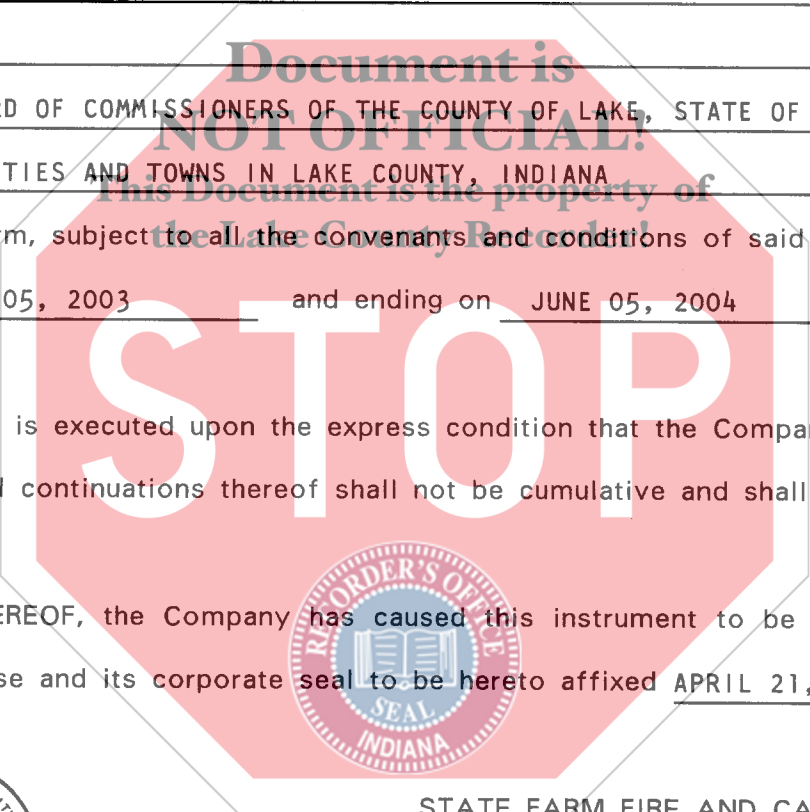 Document is
RD OF COMMISSIONERS OF THE COUNTY OF LAKE, STATE OF
NOT OFFICIAL!
TIES AND TOWNS IN LAKE COUNTY, INDIANA
This Document is the property of
rm, subject to all the convenants and conditions of said
the Lake County Recorder!
05, 2003 and ending on JUNE 05, 2004
STOP
is executed upon the express condition that the Compa
d continuations thereof shall not be cumulative and shall
EREOF, the Company has caused this instrument to be
se and its corporate seal to be hereto affixed APRIL 21,
RECORDER'S OFFICE
SEAL
INDIANA
STATE FARM FIRE AND CA